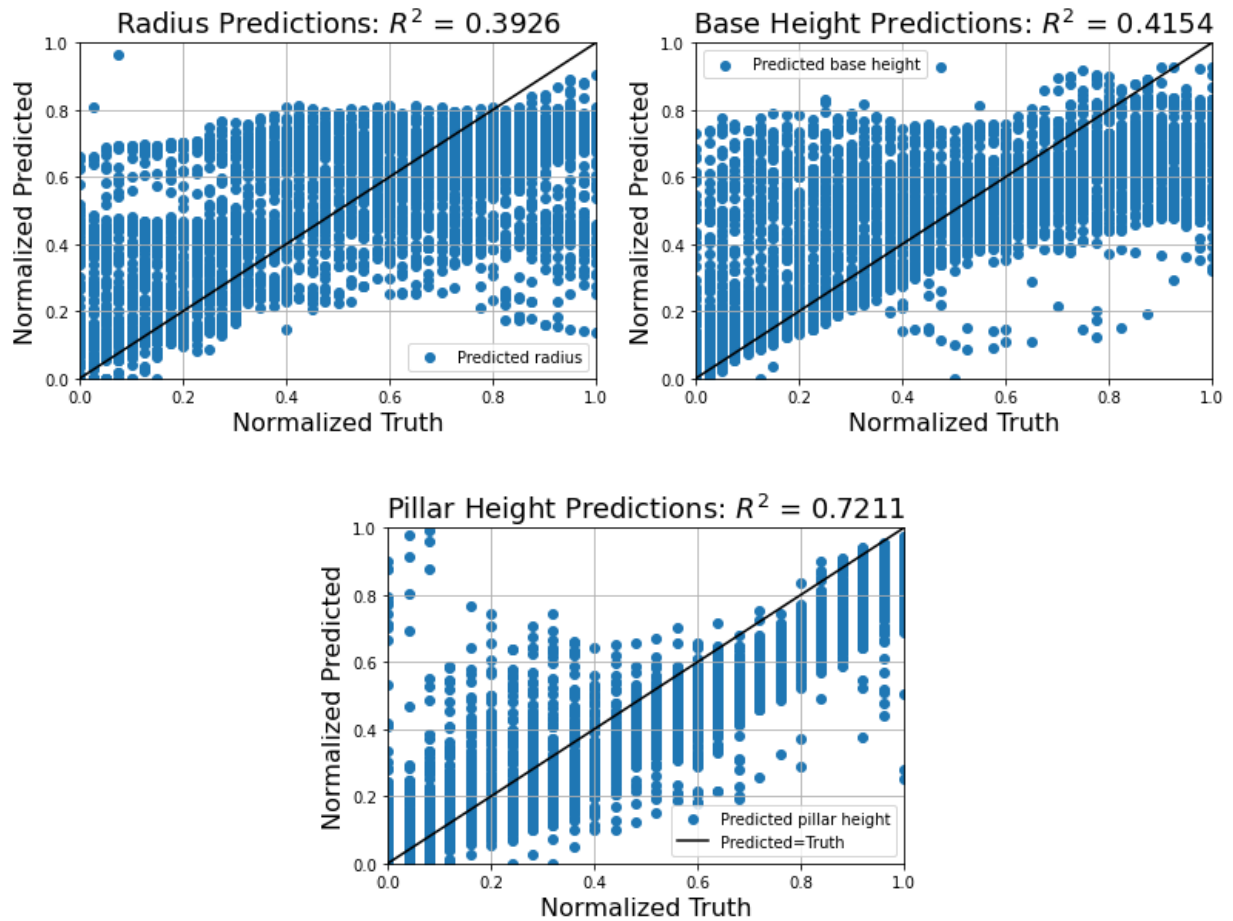 Radius Predictions: R² = 0.3926
Normalized Predicted
1.0
0.8
0.6
0.4
0.2
0.0
Predicted radius
0.0 0.2 0.4 0.6 0.8 1.0
Normalized Truth
Base Height Predictions: R² = 0.4154
Normalized Predicted
1.0
0.8
0.6
0.4
0.2
0.0
Predicted base height
0.0 0.2 0.4 0.6 0.8 1.0
Normalized Truth
Pillar Height Predictions: R² = 0.7211
Normalized Predicted
1.0
0.8
0.6
0.4
0.2
0.0
Predicted pillar height
Predicted=Truth
0.0 0.2 0.4 0.6 0.8 1.0
Normalized Truth